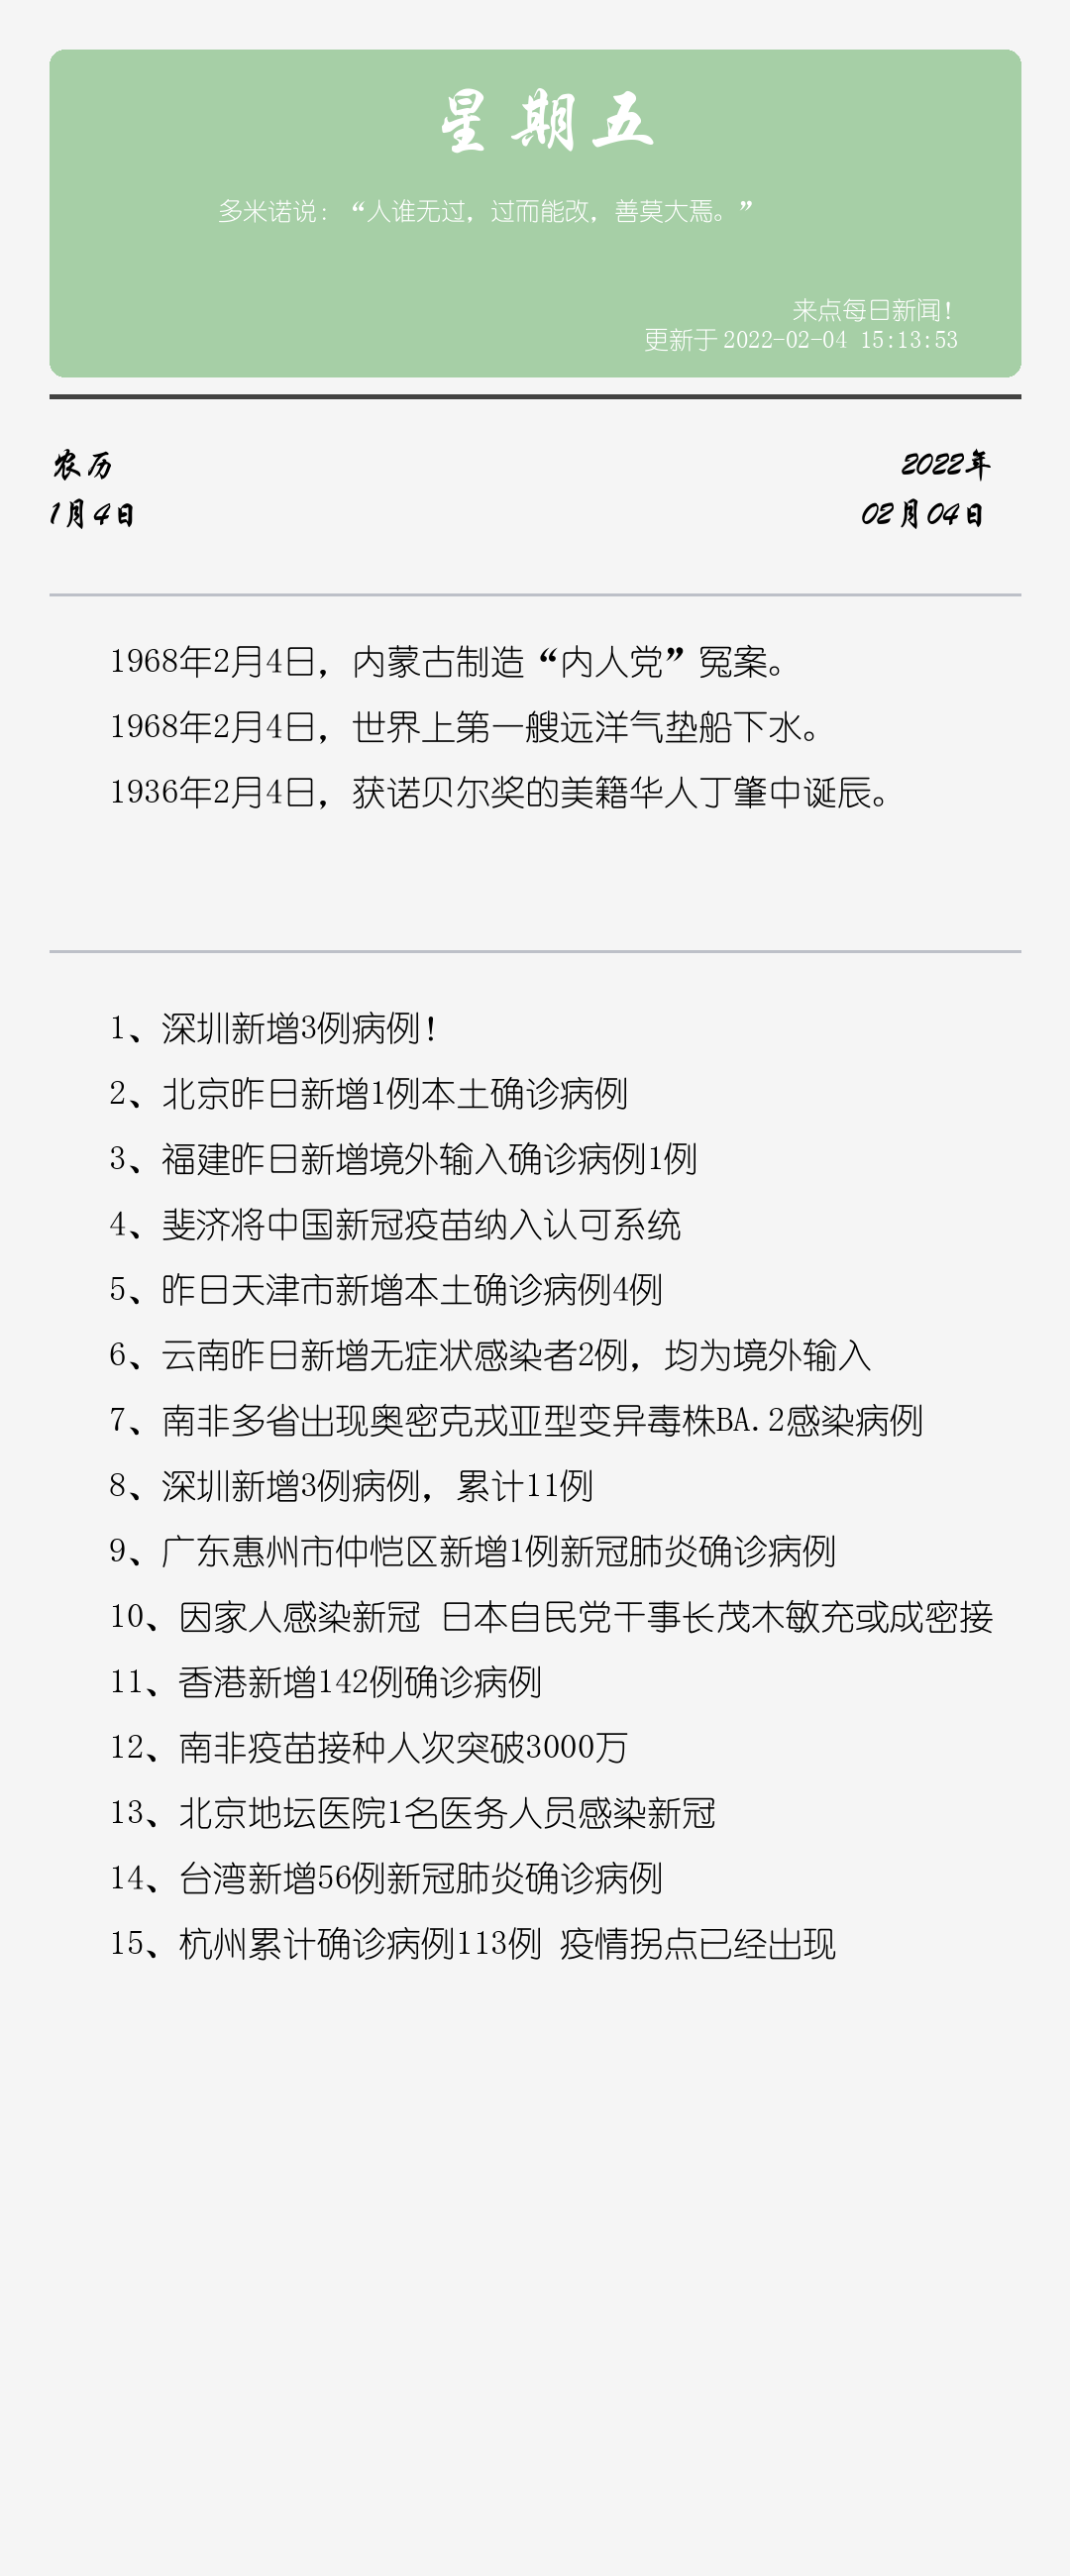 星期五
多米诺说：“人谁无过，过而能改，善莫大焉。”
来点每日新闻！
更新于2022-02-04 15:13:53
农历
1月4日
2022年
02月04日
1968年2月4日，内蒙古制造“内人党”冤案。
1968年2月4日，世界上第一艘远洋气垫船下水。
1936年2月4日，获诺贝尔奖的美籍华人丁肇中诞辰。
1、深圳新增3例病例！
2、北京昨日新增1例本土确诊病例
3、福建昨日新增境外输入确诊病例1例
4、斐济将中国新冠疫苗纳入认可系统
5、昨日天津市新增本土确诊病例4例
6、云南昨日新增无症状感染者2例，均为境外输入
7、南非多省出现奥密克戎亚型变异毒株BA.2感染病例
8、深圳新增3例病例，累计11例
9、广东惠州市仲恺区新增1例新冠肺炎确诊病例
10、因家人感染新冠 日本自民党干事长茂木敏充或成密接
11、香港新增142例确诊病例
12、南非疫苗接种人次突破3000万
13、北京地坛医院1名医务人员感染新冠
14、台湾新增56例新冠肺炎确诊病例
15、杭州累计确诊病例113例 疫情拐点已经出现